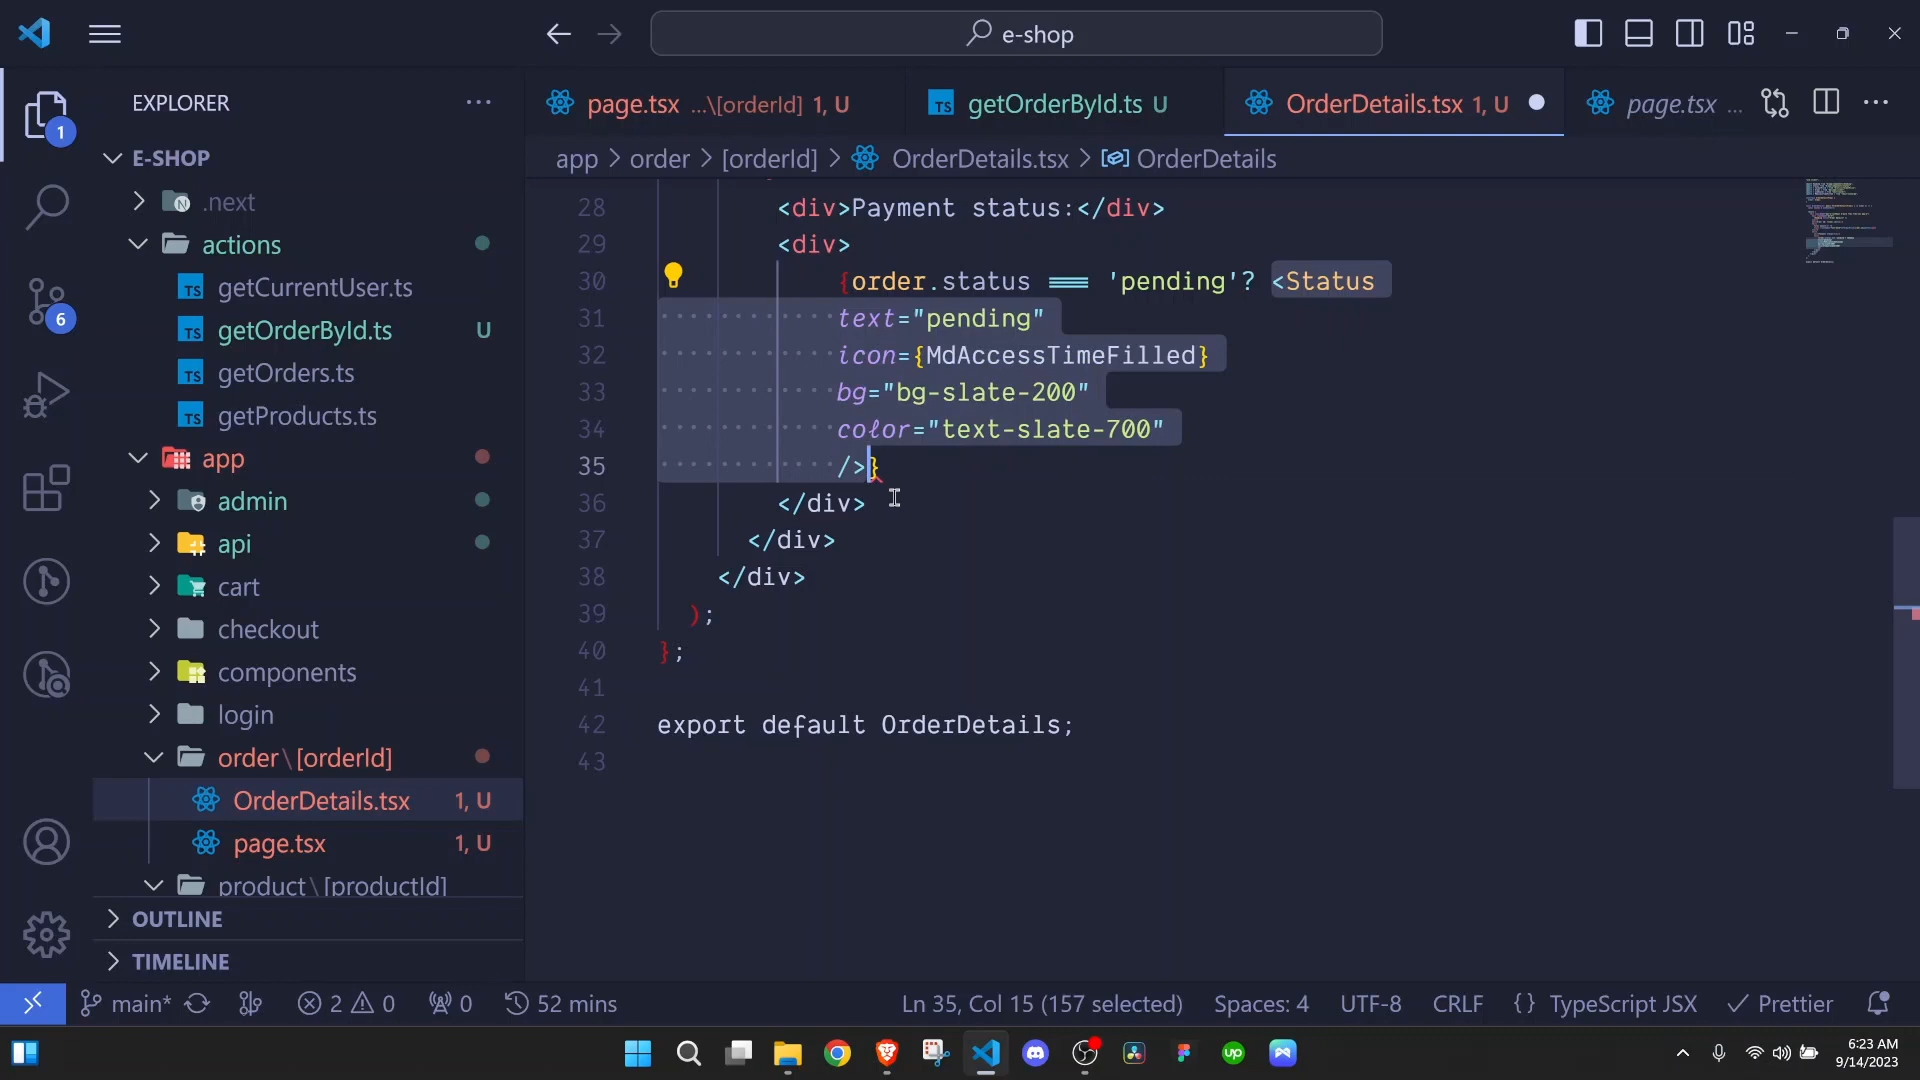 e-shop
EXPLORER
page.tsx ...\[orderId] 1, U
getOrderById.ts U
OrderDetails.tsx 1, U
page.tsx ...
app > order > [orderId] > OrderDetails.tsx > OrderDetails
1
6
E-SHOP
.next
actions
getCurrentUser.ts
getOrderById.ts U
getOrders.ts
getProducts.ts
app
admin
api
cart
checkout
components
login
order\[orderId]
OrderDetails.tsx 1, U
page.tsx 1, U
product\[productId]
OUTLINE
TIMELINE
28 <div>Payment status:</div>
29 <div>
30 {order.status === 'pending'? <Status
31 text="pending"
32 icon={MdAccessTimeFilled}
33 bg="bg-slate-200"
34 color="text-slate-700"
35 />}
36 </div>
37 </div>
38 </div>
39 );
40 };
41
42 export default OrderDetails;
43
main* 2 0 0 52 mins Ln 35, Col 15 (157 selected) Spaces: 4 UTF-8 CRLF {} TypeScript JSX Prettier
up
6:23 AM
9/14/2023